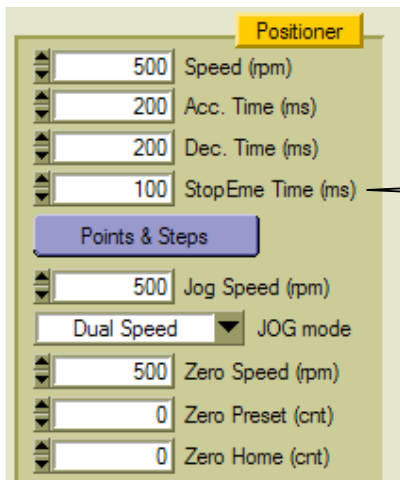 Positioner
500 Speed (rpm)
200 Acc. Time (ms)
200 Dec. Time (ms)
100 StopEme Time (ms)
Points & Steps
500 Jog Speed (rpm)
Dual Speed JOG mode
500 Zero Speed (rpm)
0 Zero Preset (cnt)
0 Zero Home (cnt)